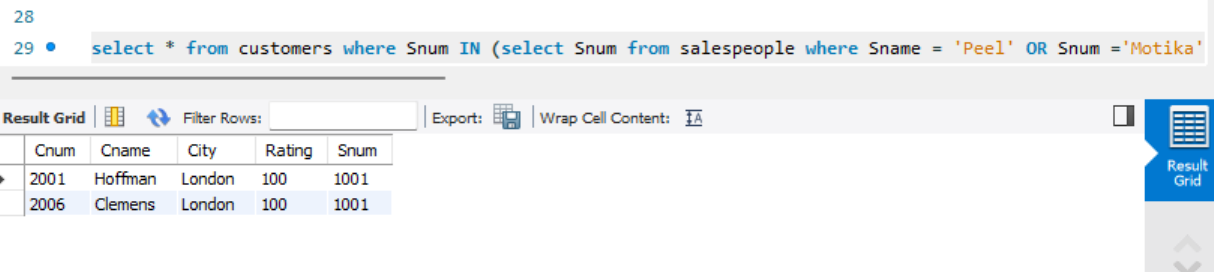 28
29 select * from customers where Snum IN (select Snum from salespeople where Sname = 'Peel' OR Snum ='Motika'
Result Grid Filter Rows: Export: Wrap Cell Content: IA
Cnum Cname City Rating Snum
2001 Hoffman London 100 1001
2006 Clemens London 100 1001
Result
Grid